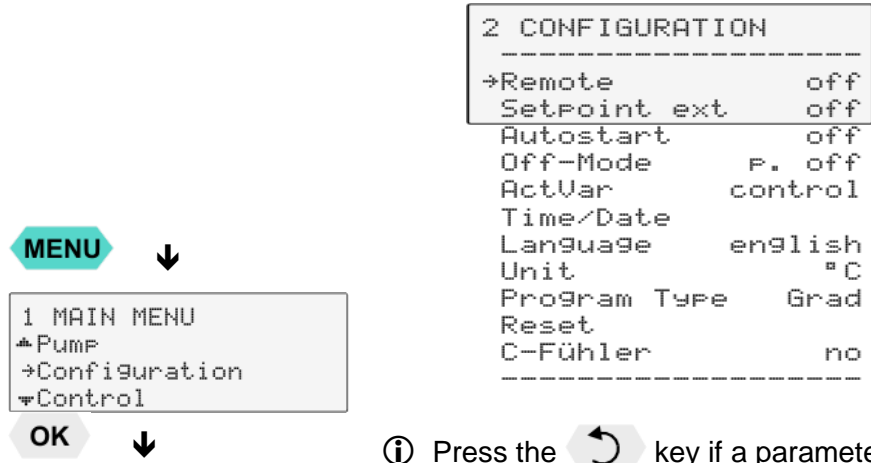 MENU
1 MAIN MENU
Pump
→Configuration
Control
OK
2 CONFIGURATION
--------------------
→Remote off
Setpoint ext off
Autostart off
Off-Mode p. off
ActVar control
Time/Date
Language english
Unit °C
Program Type Grad
Reset
C-Fühler no
--------------------
Press the key if a paramete